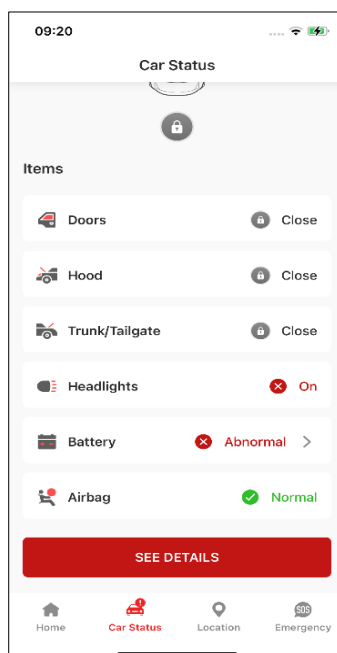 09:20
Car Status
Items
Doors Close
Hood Close
Trunk/Tailgate Close
Headlights On
Battery Abnormal
Airbag Normal
SEE DETAILS
Home Car Status Location SOS Emergency